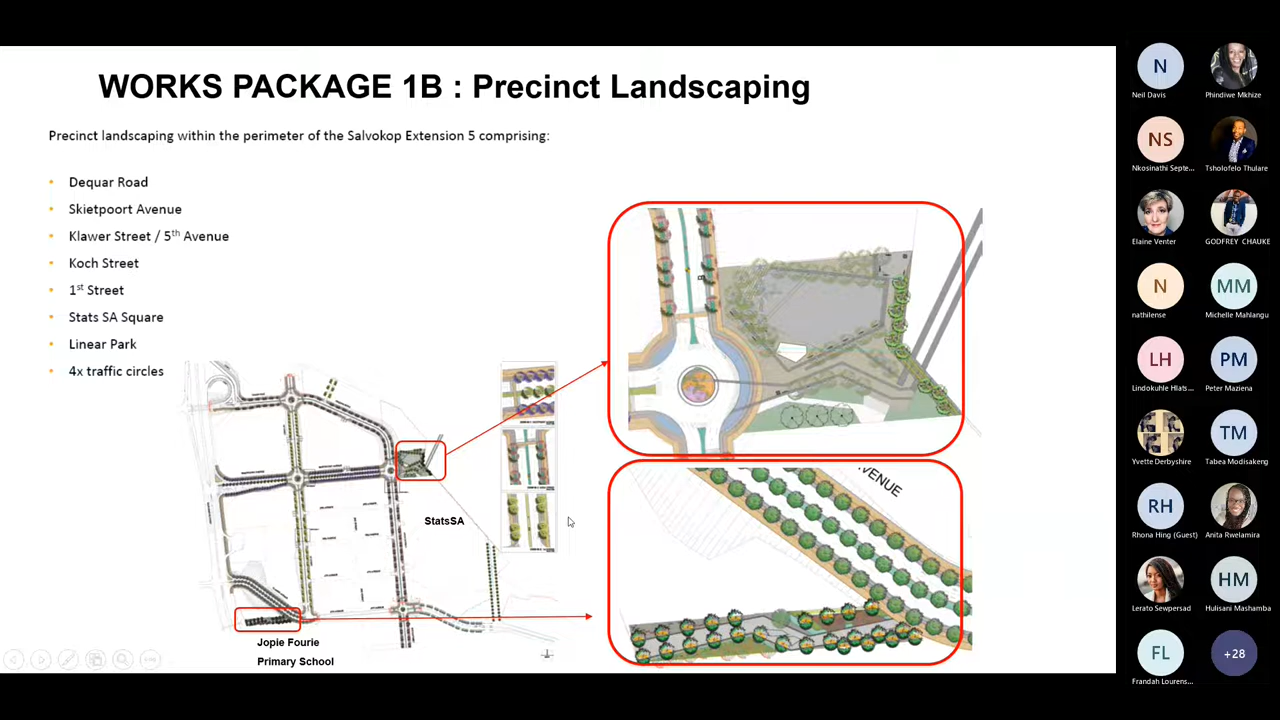 WORKS PACKAGE 1B : Precinct Landscaping
Precinct landscaping within the perimeter of the Salvokop Extension 5 comprising:
• Dequar Road
• Skietpoort Avenue
• Klawer Street / 5th Avenue
• Koch Street
• 1st Street
• Stats SA Square
• Linear Park
• 4x traffic circles
StatsSA
Jopie Fourie
Primary School
AVENUE
N
Neil Davis
Phindiwe Mkhize
NS
Nkosinathi Septe...
Tsholofelo Thulare
Elaine Venter
GODFREY CHAUKE
N
nathilense
MM
Michelle Mahlangu
LH
Lindokuhle Hlats...
PM
Peter Maziena
Yvette Derbyshire
TM
Tabea Modisakeng
RH
Rhona Hing (Guest)
Anita Rwelamira
Lerato Sewpersad
HM
Hulisani Mashamba
FL
Frandah Lourens...
+28